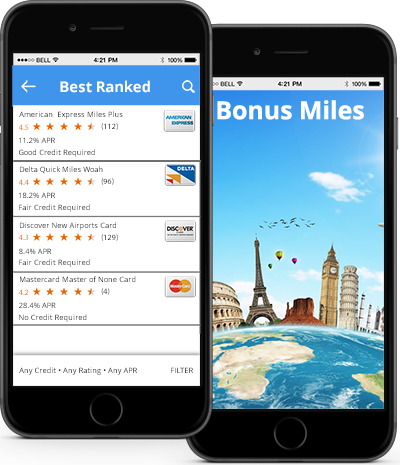 ●●●○○ BELL 4:21 PM 100%
Best Ranked
American Express Miles Plus
4.5 ★ ★ ★ ★ ★ (112)
11.2% APR
Good Credit Required
AMERICAN
EXPRESS
Delta Quick Miles Woah
4.4 ★ ★ ★ ★ ★ (96)
18.2% APR
Fair Credit Required
DELTA
Discover New Airports Card
4.3 ★ ★ ★ ★ ★ (129)
8.4% APR
Fair Credit Required
DISCOVER
Mastercard Master of None Card
4.2 ★ ★ ★ ★ ★ (4)
28.4% APR
No Credit Required
MasterCard
Any Credit • Any Rating • Any APR FILTER
BELL 4:21 PM 100%
Bonus Miles